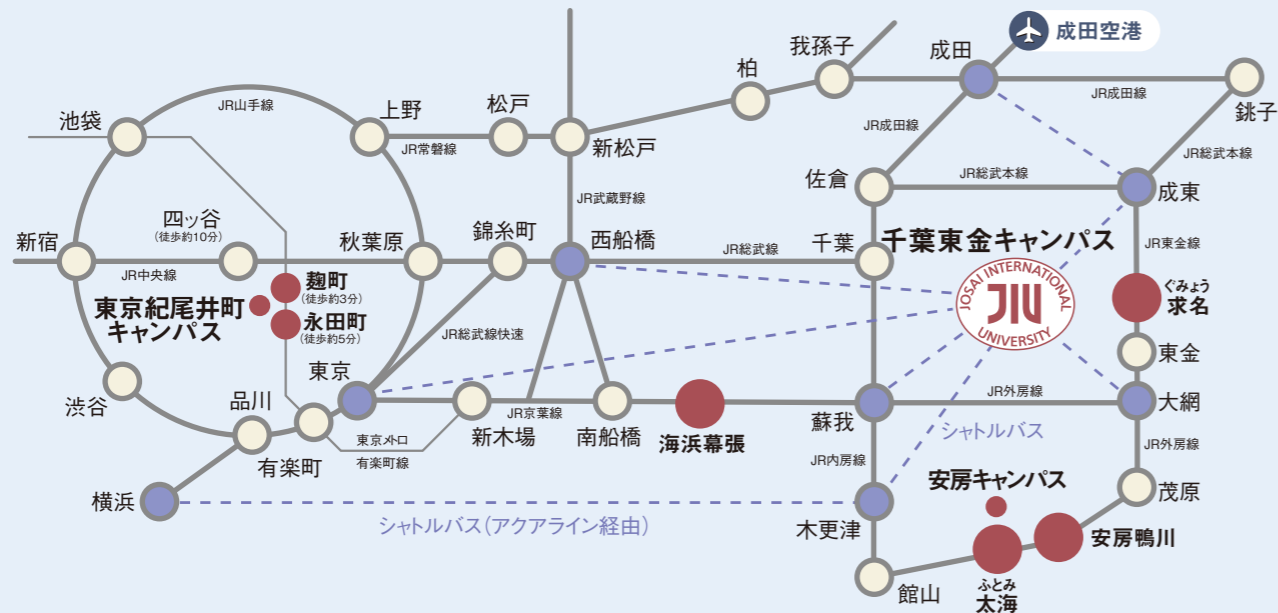 成田空港
成田
我孫子
柏
JR山手線
上野
松戸
池袋
JR成田線
銚子
新松戸
JR常磐線
JR成田線
JR総武本線
佐倉
JR総武本線
成東
JR武蔵野線
四ッ谷
(徒歩約10分)
新宿
秋葉原
錦糸町
西船橋
JR総武線
千葉
千葉東金キャンパス
JR東金線
JR中央線
麹町
(徒歩約3分)
東京紀尾井町
キャンパス
永田町
(徒歩約5分)
JOSAI INTERNATIONAL
JIU
UNIVERSITY
ぐみょう
求名
JR総武線快速
東金
東京
渋谷
品川
JR京葉線
JR外房線
大網
新木場
南船橋
海浜幕張
蘇我
シャトルバス
東京メトロ
有楽町線
有楽町
JR内房線
JR外房線
安房キャンパス
茂原
横浜
シャトルバス(アクアライン経由)
木更津
安房鴨川
館山
ふとみ
太海